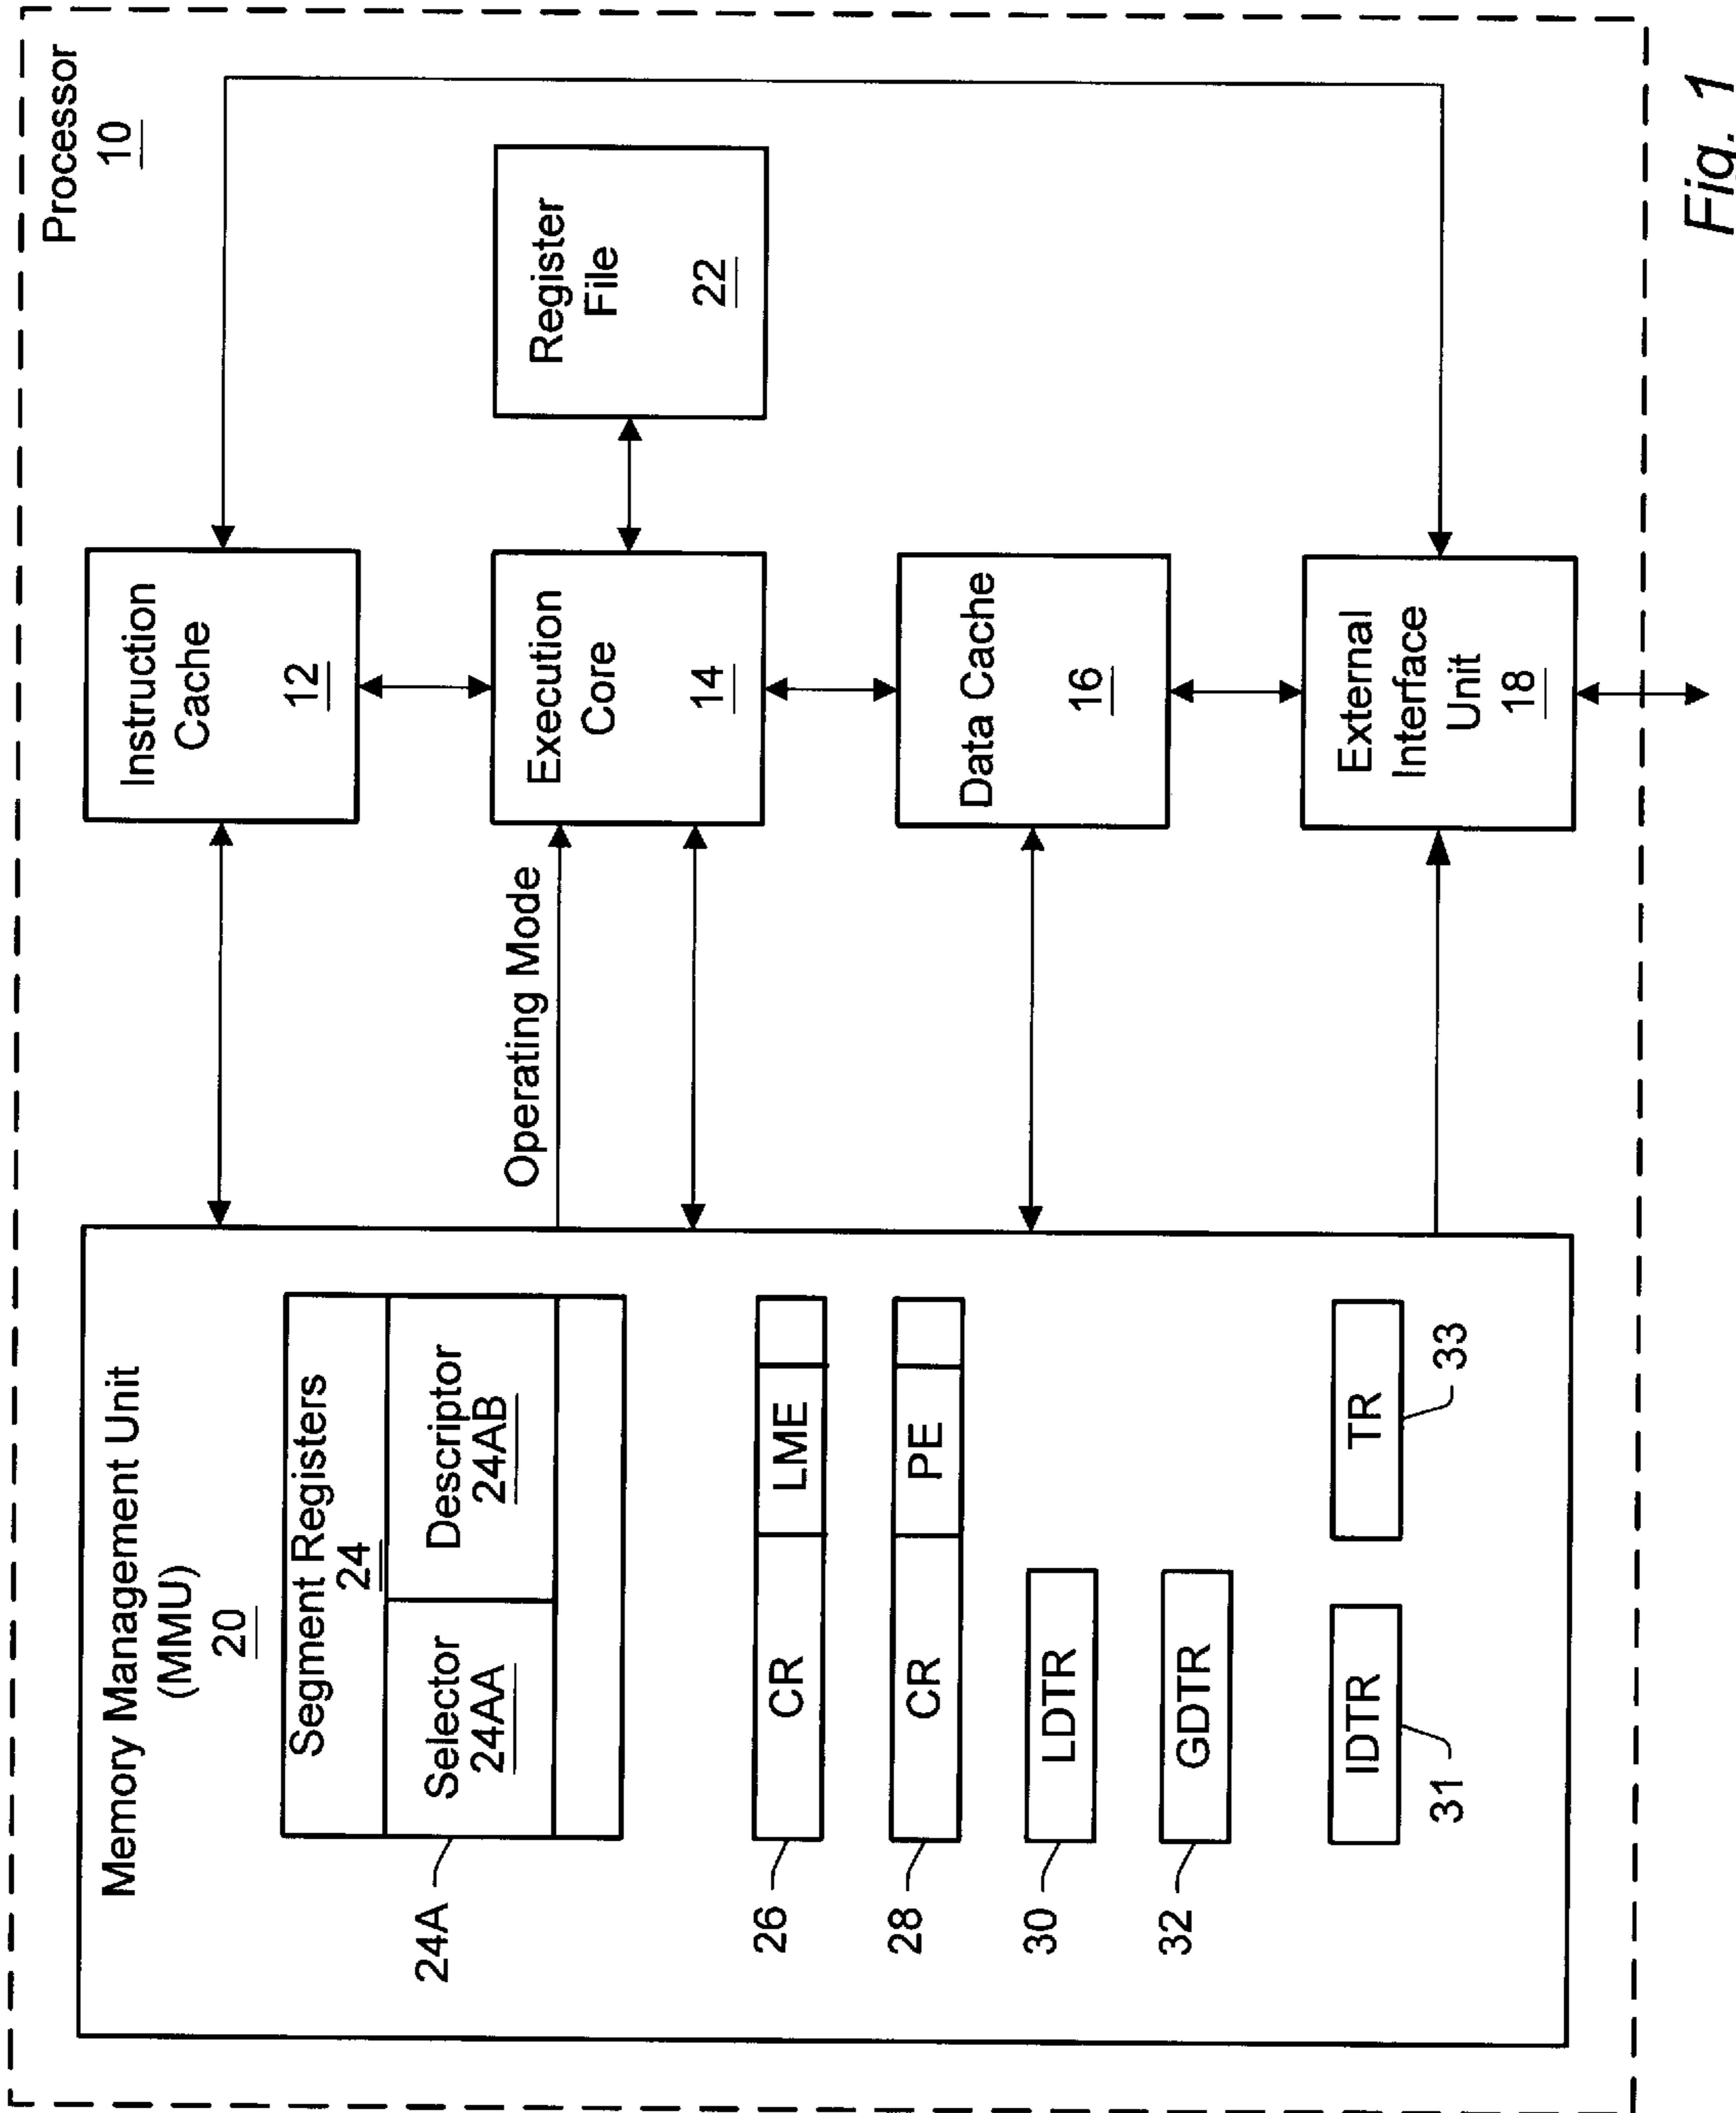 Processor
10
Memory Management Unit
(MMU)
20
Segment Registers
24
Selector
24AA
Descriptor
24AB
24A
26
CR
LME
28
CR
PE
30
LDTR
32
GDTR
IDTR
31
TR
33
Operating Mode
Instruction
Cache
12
Execution
Core
14
Register
File
22
Data Cache
16
External
Interface
Unit
18
Fig. 1